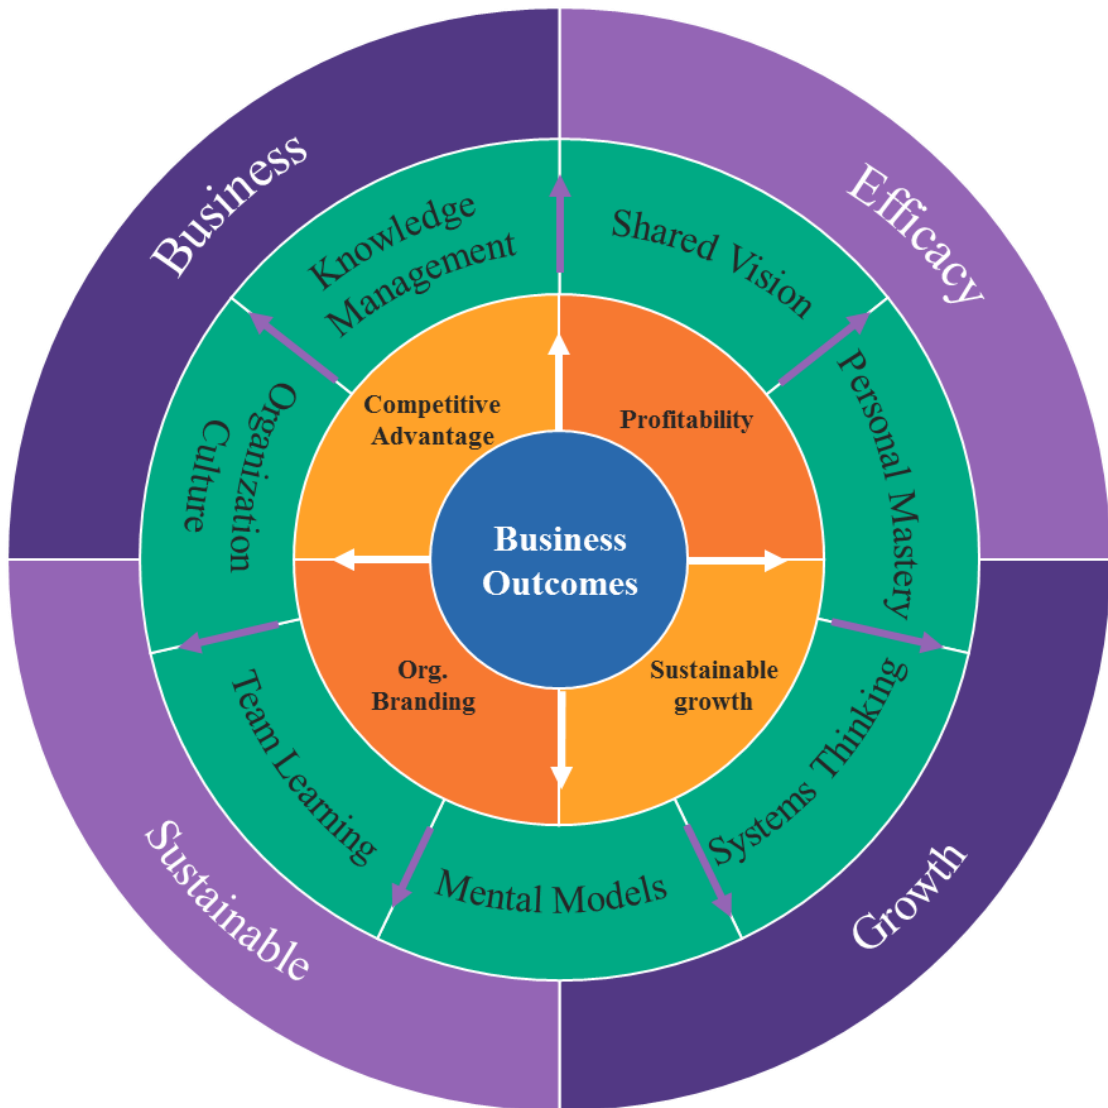 Business
Efficacy
Knowledge
Management
Shared Vision
Organization
Culture
Personal Mastery
Competitive
Advantage
Profitability
Business
Outcomes
Org.
Branding
Sustainable
growth
Team Learning
Systems Thinking
Mental Models
Sustainable
Growth